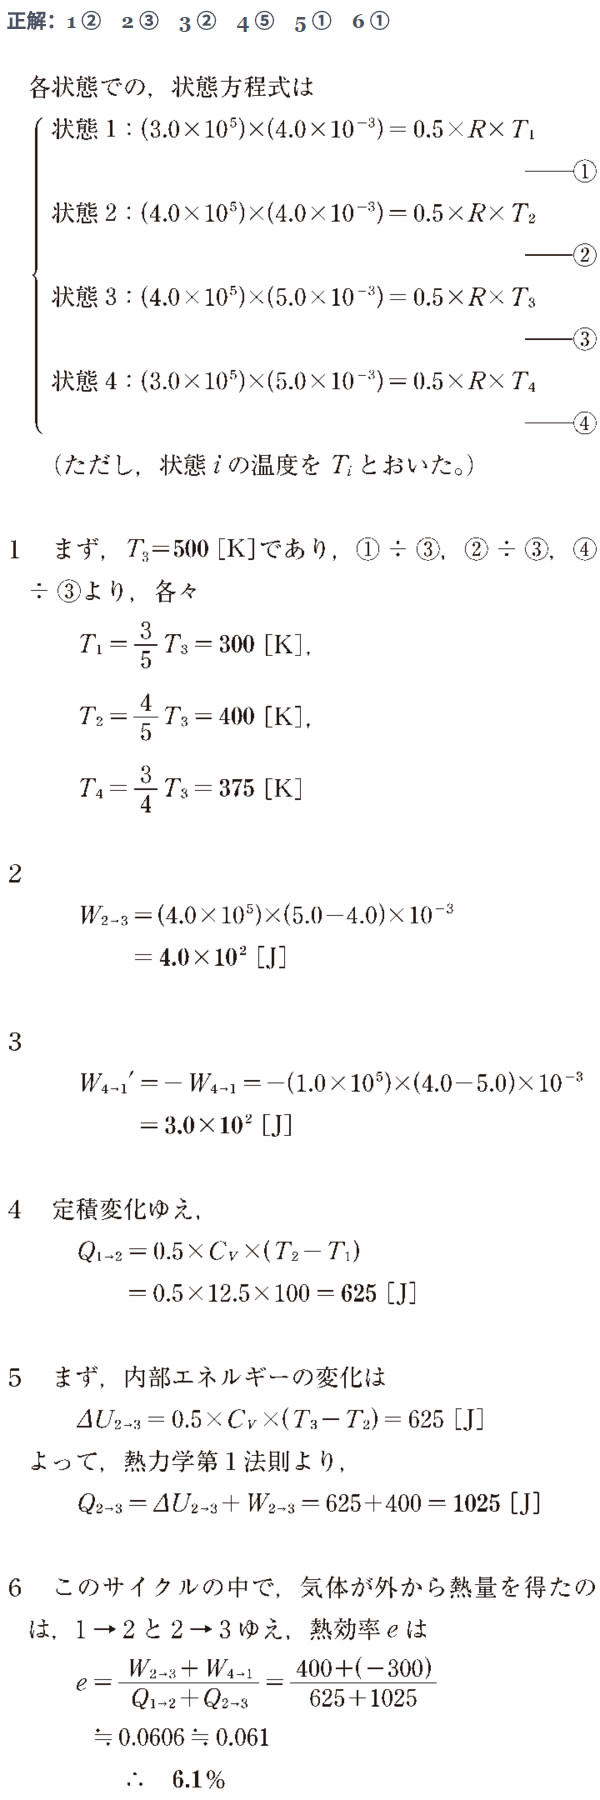 正解：1② 2③ 3② 4⑤ 5① 6①
各状態での，状態方程式は
状態 1：(3.0×10⁵)×(4.0×10⁻³)＝0.5×R×T₁
——①
状態 2：(4.0×10⁵)×(4.0×10⁻³)＝0.5×R×T₂
——②
状態 3：(4.0×10⁵)×(5.0×10⁻³)＝0.5×R×T₃
——③
状態 4：(3.0×10⁵)×(5.0×10⁻³)＝0.5×R×T₄
——④
（ただし，状態 i の温度を Tᵢ とおいた。）
1 まず，T₃＝500［K］であり，①÷③，②÷③，④
÷③より，各々
T₁＝3/5 T₃＝300［K］，
T₂＝4/5 T₃＝400［K］，
T₄＝3/4 T₃＝375［K］
2
W₂→₃＝(4.0×10⁵)×(5.0−4.0)×10⁻³
＝4.0×10²［J］
3
W₄→₁′＝−W₄→₁＝−(1.0×10⁵)×(4.0−5.0)×10⁻³
＝3.0×10²［J］
4 定積変化ゆえ，
Q₁→₂＝0.5×C_V×(T₂−T₁)
＝0.5×12.5×100＝625［J］
5 まず，内部エネルギーの変化は
ΔU₂→₃＝0.5×C_V×(T₃−T₂)＝625［J］
よって，熱力学第1法則より，
Q₂→₃＝ΔU₂→₃＋W₂→₃＝625＋400＝1025［J］
6 このサイクルの中で，気体が外から熱量を得たの
は，1→2と2→3ゆえ，熱効率 e は
e＝(W₂→₃＋W₄→₁)/(Q₁→₂＋Q₂→₃)＝(400＋(−300))/(625＋1025)
≒0.0606≒0.061
∴ 6.1%